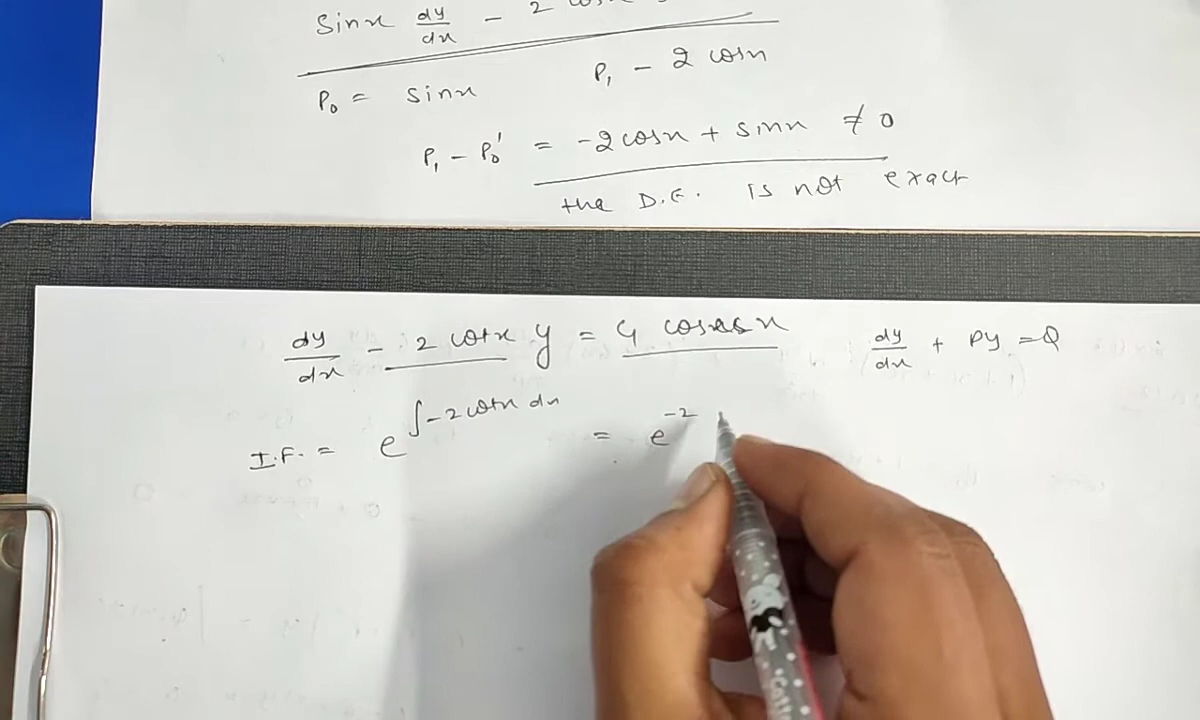 sinx dy/dx - 2
P₀ = sinx P₁ - 2 cosx
P₁ - P₀' = -2cosx + sinx ≠ 0
the D.E. is not exact
dy/dx - 2 cotx y = 4 x dy/dx + Py = Q
I.F. = e^∫-2cotx dx = e^-2